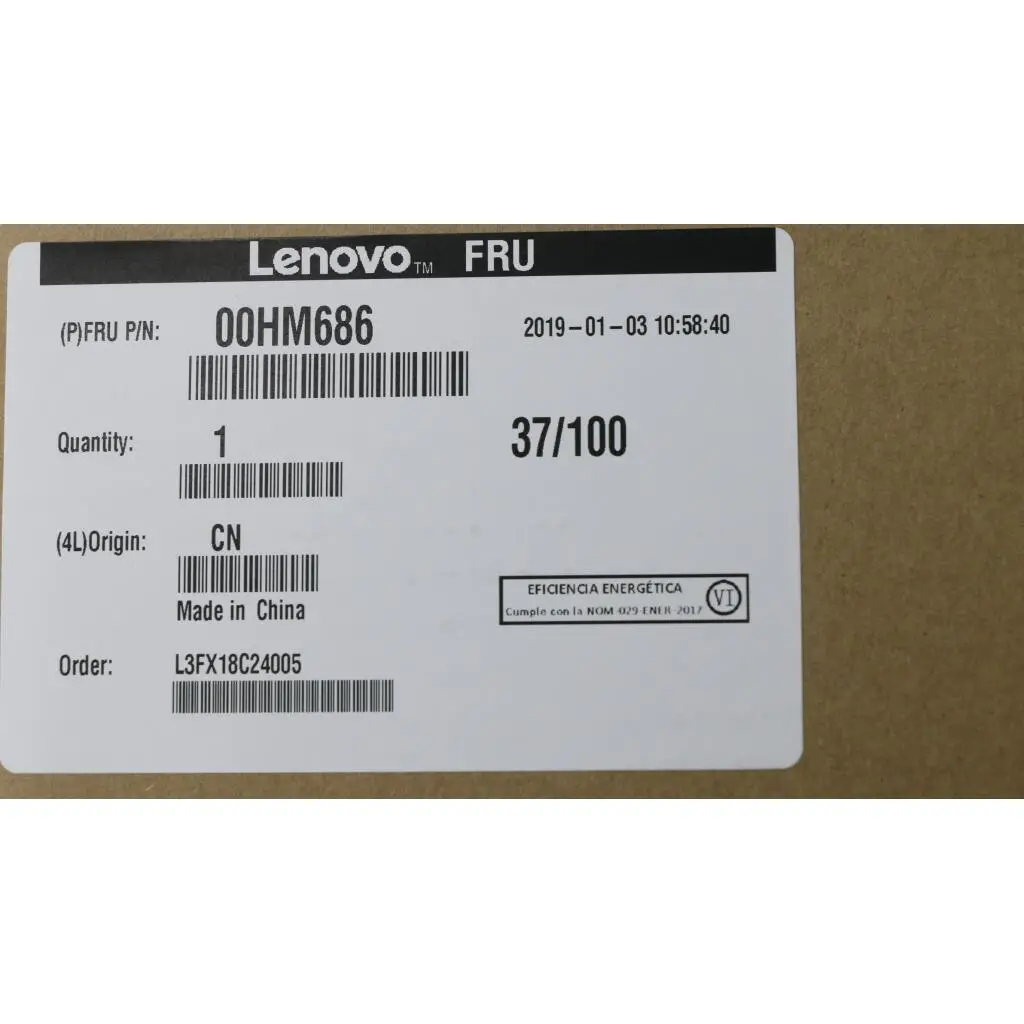 Lenovo™ FRU
(P)FRU P/N: 00HM686 2019-01-03 10:58:40
Quantity: 1 37/100
(4L)Origin: CN
Made in China
EFICIENCIA ENERGÉTICA
Cumple con la NOM-029-ENER-2017 VI
Order: L3FX18C24005